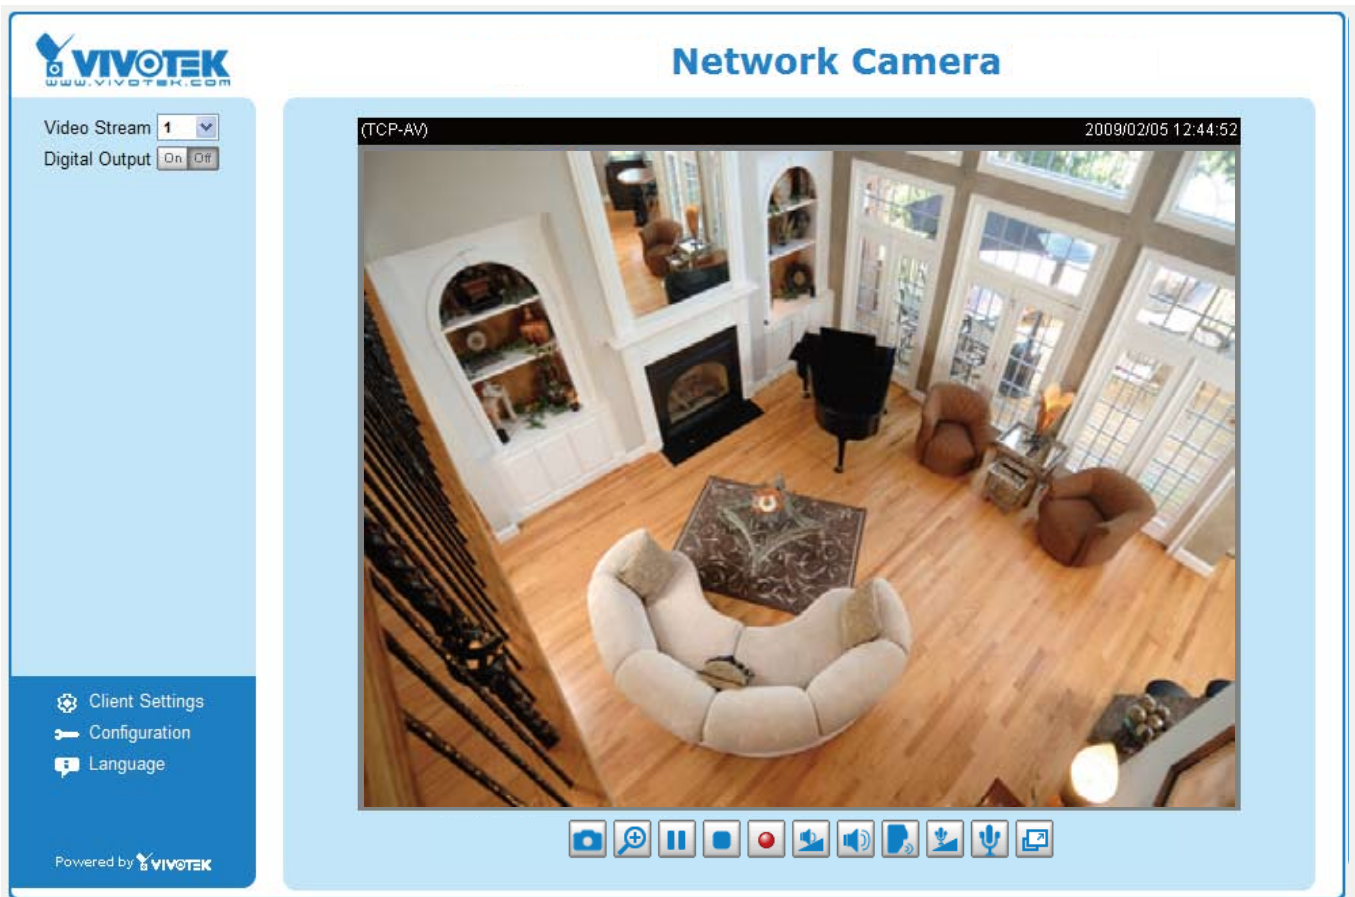 VIVOTEK
www.vivotek.com
Network Camera
Video Stream 1
Digital Output On Off
(TCP-AV) 2009/02/05 12:44:52
Client Settings
Configuration
Language
Powered by VIVOTEK